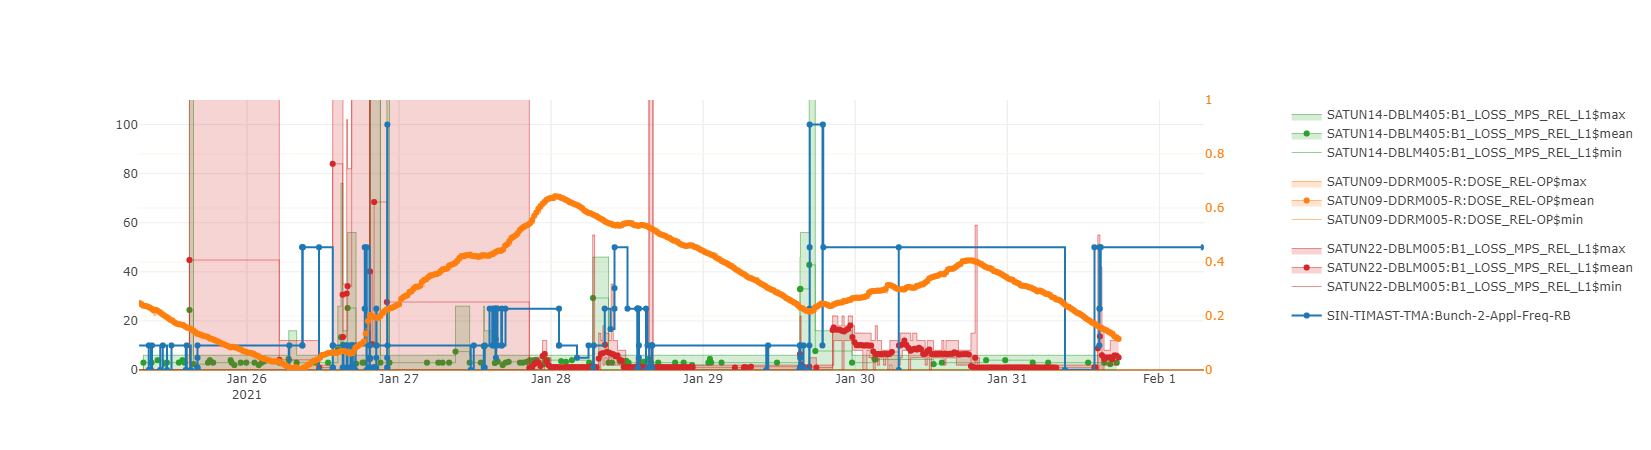 100
80
60
40
20
0
1
0.8
0.6
0.4
0.2
0
Jan 26
2021
Jan 27
Jan 28
Jan 29
Jan 30
Jan 31
Feb 1
SATUN14-DBLM405:B1_LOSS_MPS_REL_L1$max
SATUN14-DBLM405:B1_LOSS_MPS_REL_L1$mean
SATUN14-DBLM405:B1_LOSS_MPS_REL_L1$min
SATUN09-DDRM005-R:DOSE_REL-OP$max
SATUN09-DDRM005-R:DOSE_REL-OP$mean
SATUN09-DDRM005-R:DOSE_REL-OP$min
SATUN22-DBLM005:B1_LOSS_MPS_REL_L1$max
SATUN22-DBLM005:B1_LOSS_MPS_REL_L1$mean
SATUN22-DBLM005:B1_LOSS_MPS_REL_L1$min
SIN-TIMAST-TMA:Bunch-2-Appl-Freq-RB